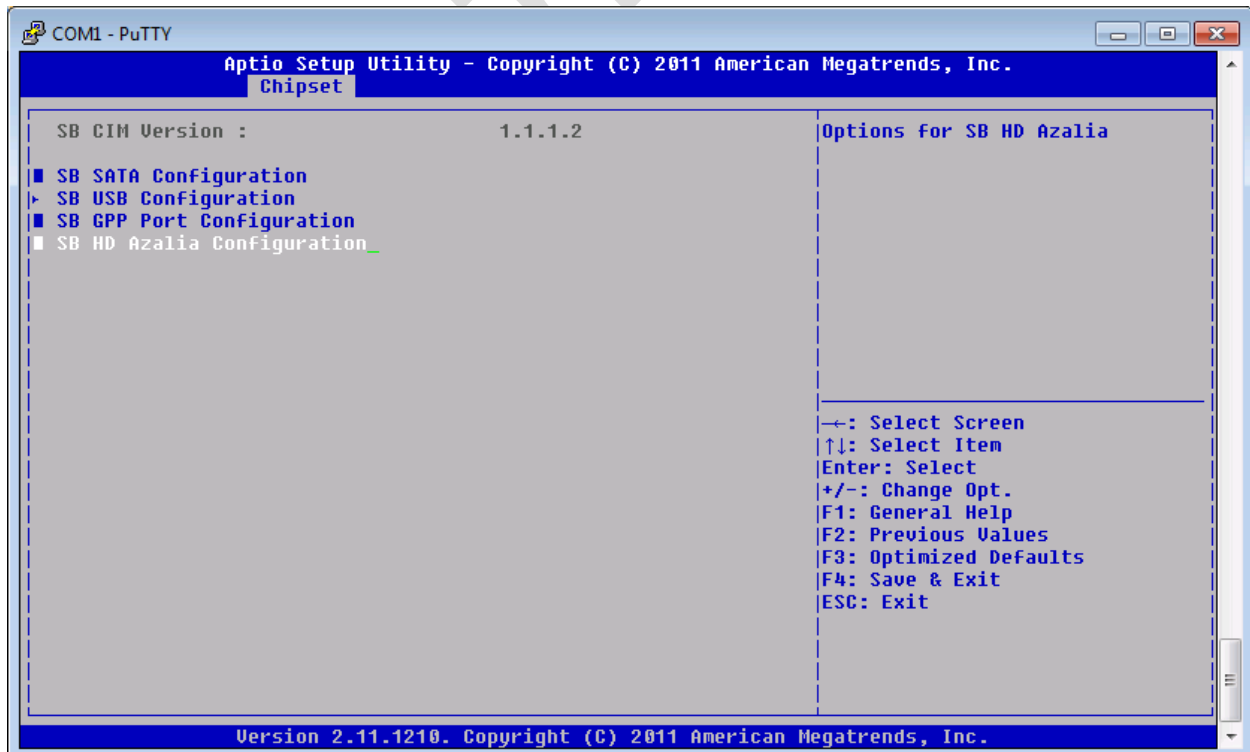 COM1 - PuTTY
Aptio Setup Utility - Copyright (C) 2011 American Megatrends, Inc.
Chipset
SB CIM Version : 1.1.1.2
SB SATA Configuration
SB USB Configuration
SB GPP Port Configuration
SB HD Azalia Configuration_
Options for SB HD Azalia
→←: Select Screen
↑↓: Select Item
Enter: Select
+/-: Change Opt.
F1: General Help
F2: Previous Values
F3: Optimized Defaults
F4: Save & Exit
ESC: Exit
Version 2.11.1210. Copyright (C) 2011 American Megatrends, Inc.